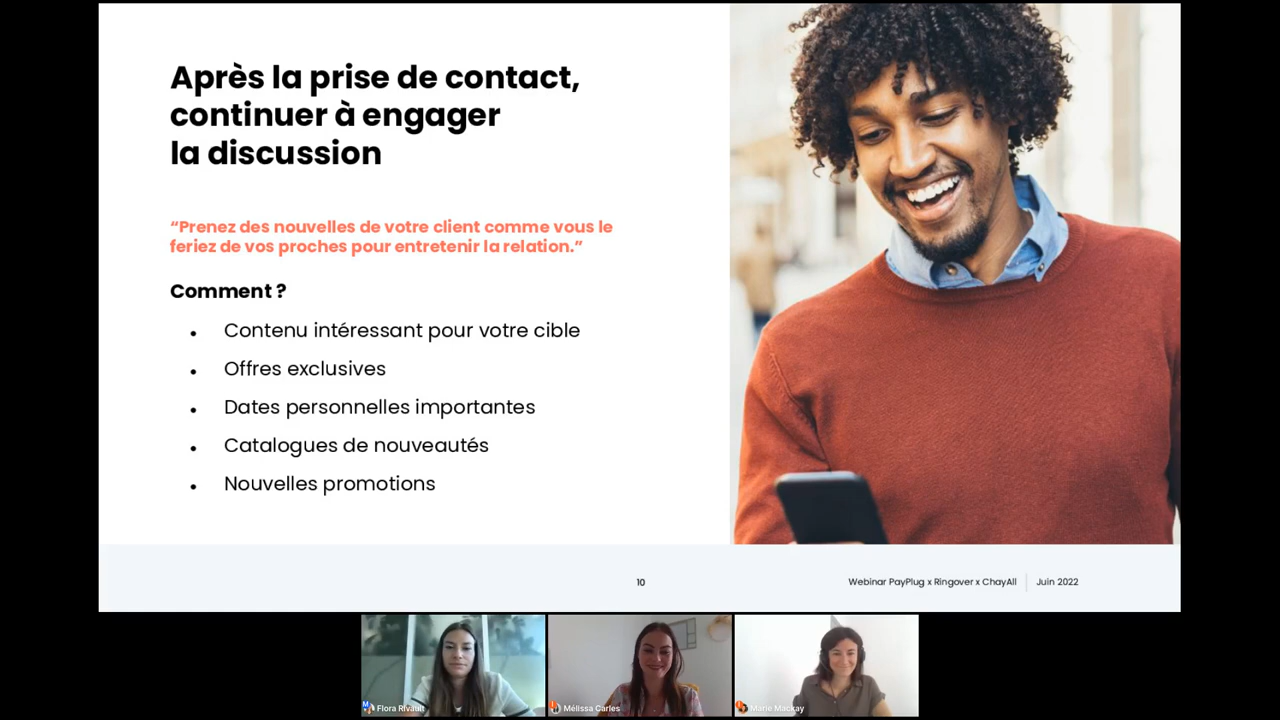 Après la prise de contact,
continuer à engager
la discussion
“Prenez des nouvelles de votre client comme vous le
feriez de vos proches pour entretenir la relation.”
Comment ?
• Contenu intéressant pour votre cible
• Offres exclusives
• Dates personnelles importantes
• Catalogues de nouveautés
• Nouvelles promotions
10
Webinar PayPlug x Ringover x ChayAll
Juin 2022
Flora Rivault
Mélissa Carles
Marie Mackay